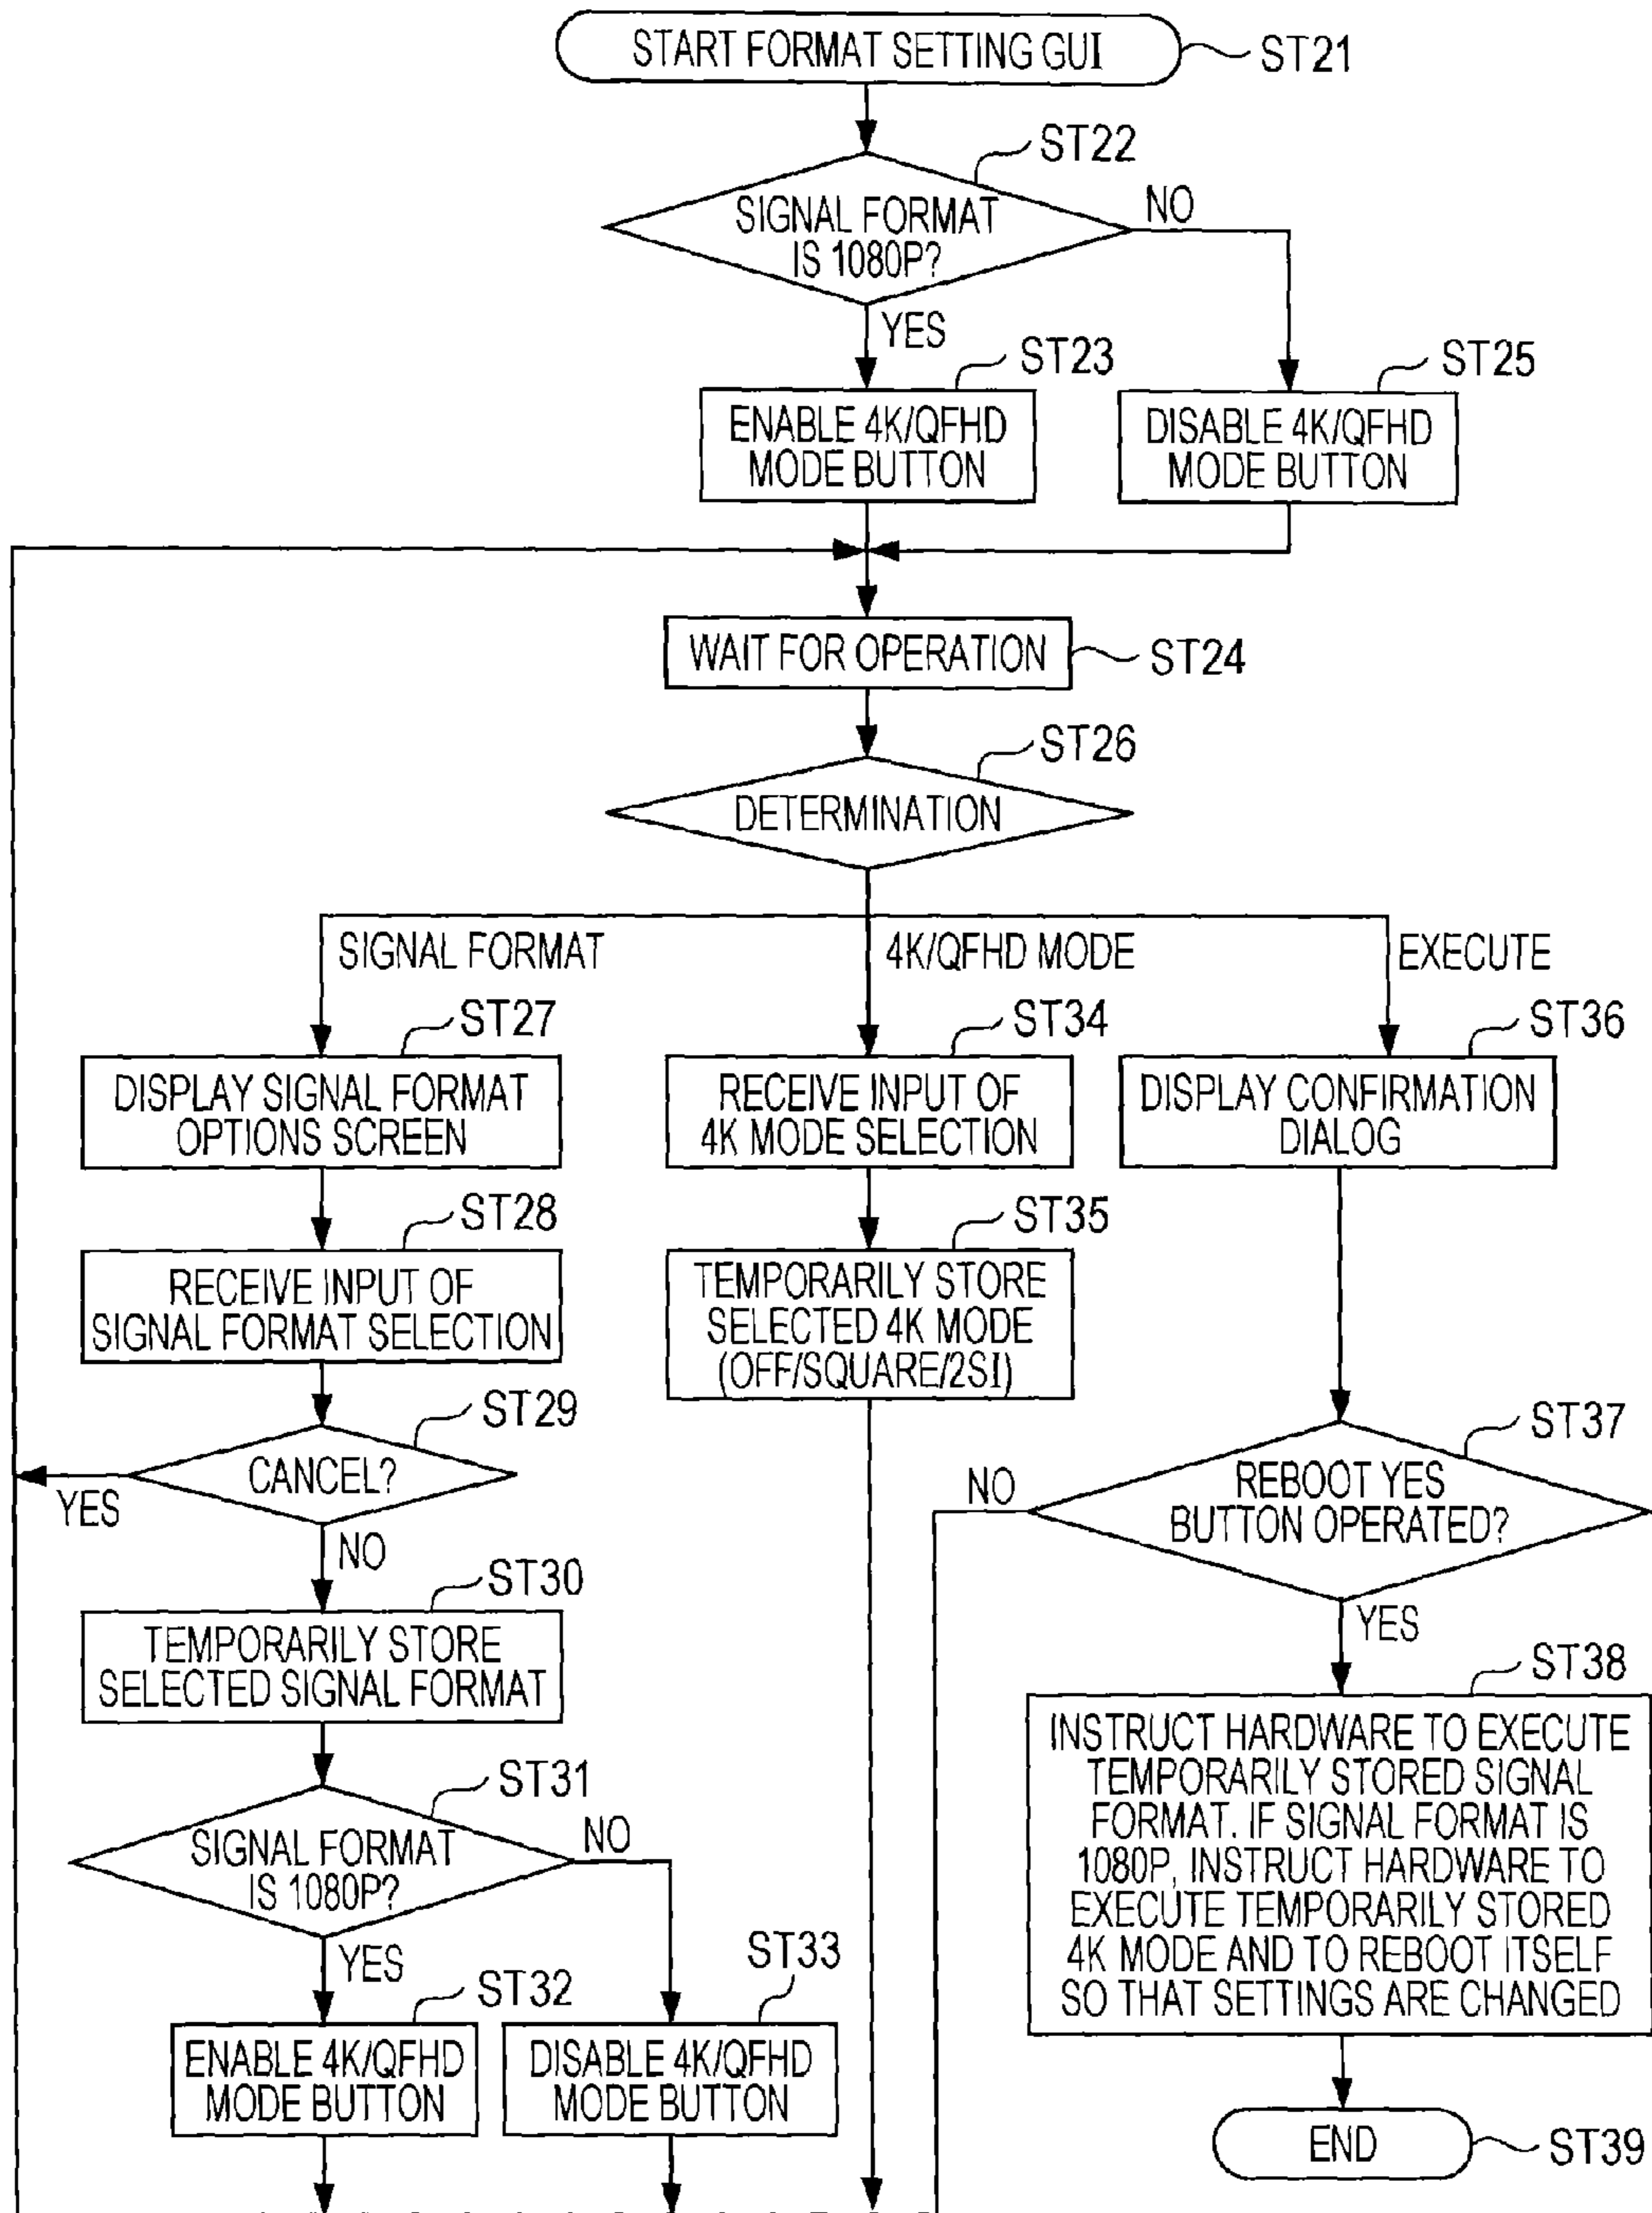 START FORMAT SETTING GUI
ST21
ST22
SIGNAL FORMAT
IS 1080P?
NO
YES
ST23
ST25
ENABLE 4K/QFHD
MODE BUTTON
DISABLE 4K/QFHD
MODE BUTTON
WAIT FOR OPERATION
ST24
ST26
DETERMINATION
SIGNAL FORMAT
4K/QFHD MODE
EXECUTE
ST27
ST34
ST36
DISPLAY SIGNAL FORMAT
OPTIONS SCREEN
RECEIVE INPUT OF
4K MODE SELECTION
DISPLAY CONFIRMATION
DIALOG
ST28
ST35
RECEIVE INPUT OF
SIGNAL FORMAT SELECTION
TEMPORARILY STORE
SELECTED 4K MODE
(OFF/SQUARE/2SI)
ST29
CANCEL?
YES
NO
ST37
REBOOT YES
BUTTON OPERATED?
NO
YES
ST30
TEMPORARILY STORE
SELECTED SIGNAL FORMAT
ST38
INSTRUCT HARDWARE TO EXECUTE
TEMPORARILY STORED SIGNAL
FORMAT. IF SIGNAL FORMAT IS
1080P, INSTRUCT HARDWARE TO
EXECUTE TEMPORARILY STORED
4K MODE AND TO REBOOT ITSELF
SO THAT SETTINGS ARE CHANGED
ST31
SIGNAL FORMAT
IS 1080P?
NO
YES
ST32
ST33
ENABLE 4K/QFHD
MODE BUTTON
DISABLE 4K/QFHD
MODE BUTTON
END
ST39